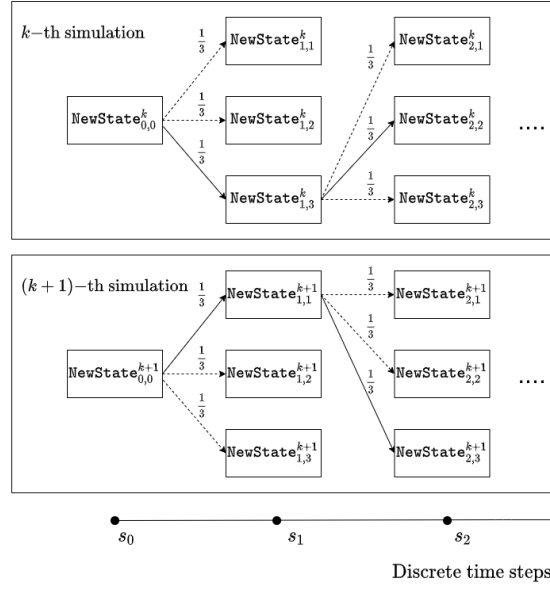 k−th simulation
1/3
NewState^k_{1,1}
1/3
NewState^k_{2,1}
NewState^k_{0,0}
1/3
NewState^k_{1,2}
1/3
NewState^k_{2,2}
....
1/3
NewState^k_{1,3}
1/3
NewState^k_{2,3}
(k + 1)−th simulation
1/3
NewState^{k+1}_{1,1}
1/3
NewState^{k+1}_{2,1}
NewState^{k+1}_{0,0}
1/3
NewState^{k+1}_{1,2}
1/3
NewState^{k+1}_{2,2}
....
1/3
NewState^{k+1}_{1,3}
1/3
NewState^{k+1}_{2,3}
s_0
s_1
s_2
Discrete time steps